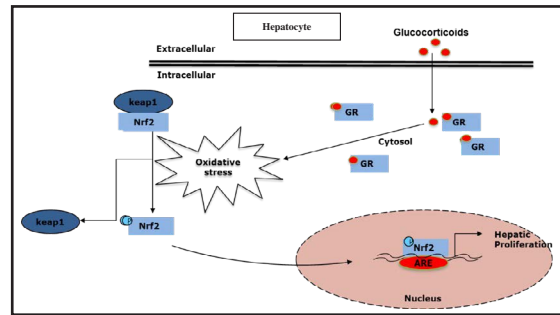 Hepatocyte
Glucocorticoids
Extracellular
Intracellular
keap1
Nrf2
GR
GR
GR
GR
Cytosol
Oxidative
stress
keap1
P
Nrf2
P
Nrf2
ARE
Hepatic
Proliferation
Nucleus